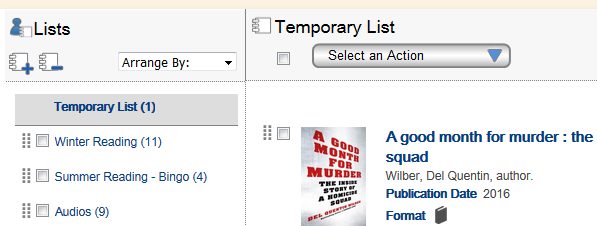 Lists
Arrange By:
Temporary List (1)
Winter Reading (11)
Summer Reading - Bingo (4)
Audios (9)
Temporary List
Select an Action
A GOOD
MONTH
FOR
MURDER
THE INSIDE
STORY OF
A HOMICIDE
SQUAD
DEL QUENTIN WILBER
A good month for murder : the
squad
Wilber, Del Quentin, author.
Publication Date 2016
Format